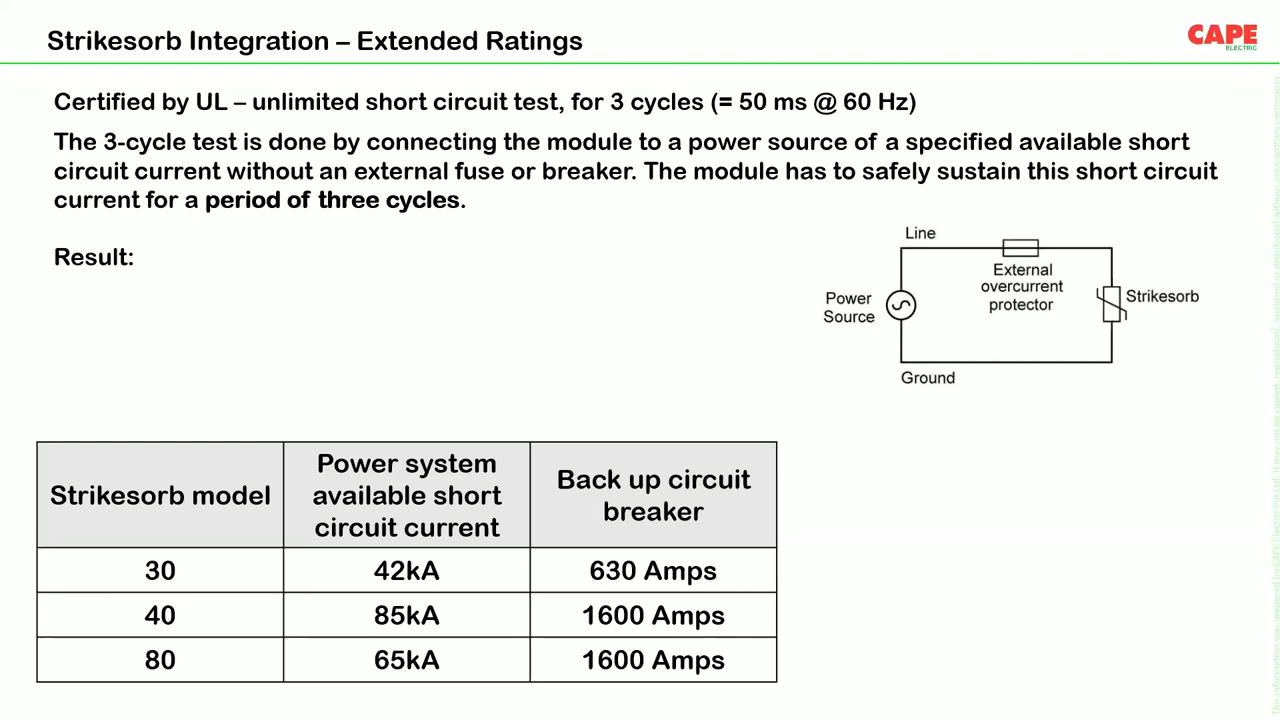 Strikesorb Integration – Extended Ratings
CAPE
ELECTRIC
Certified by UL – unlimited short circuit test, for 3 cycles (= 50 ms @ 60 Hz)
The 3-cycle test is done by connecting the module to a power source of a specified available short
circuit current without an external fuse or breaker. The module has to safely sustain this short circuit
current for a period of three cycles.
Result:
Line
External
overcurrent
protector
Power
Source
Strikesorb
Ground
Strikesorb model
Power system
available short
circuit current
Back up circuit
breaker
30
42kA
630 Amps
40
85kA
1600 Amps
80
65kA
1600 Amps